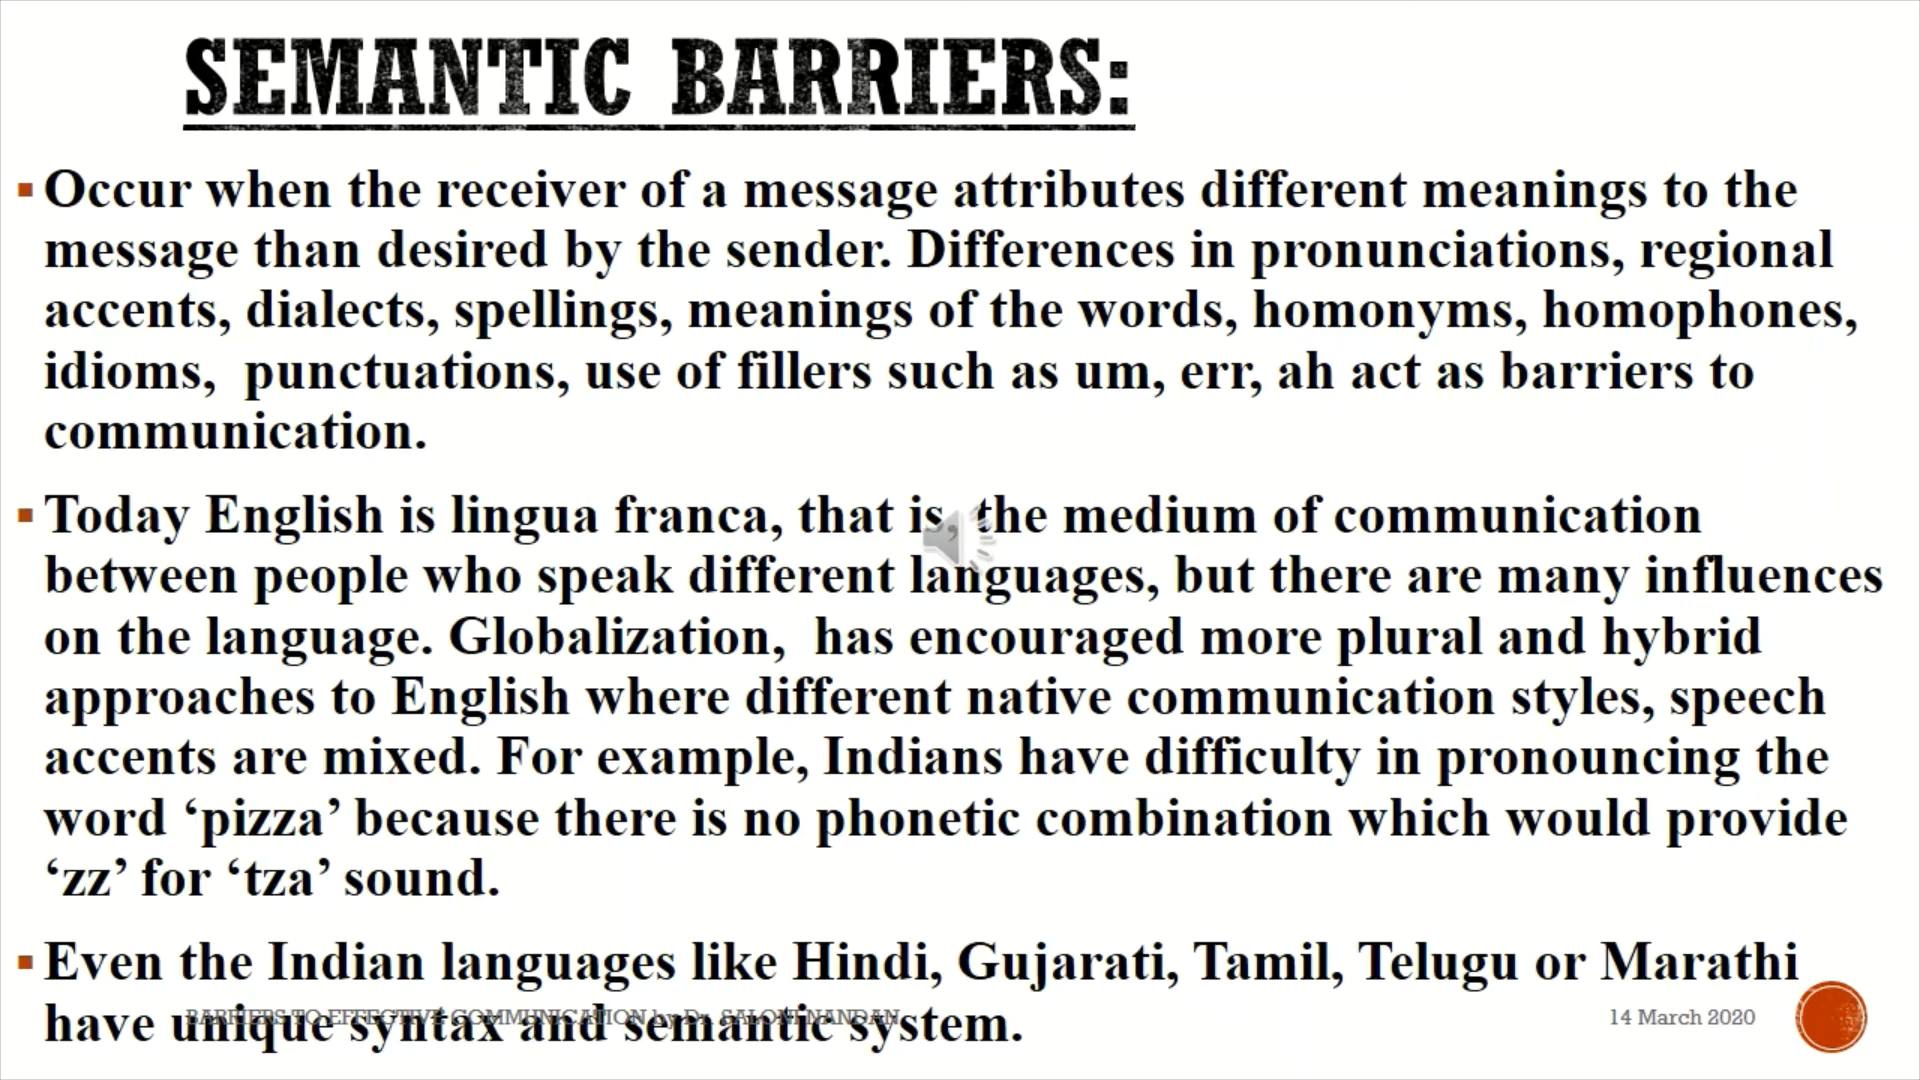 SEMANTIC BARRIERS:
▪Occur when the receiver of a message attributes different meanings to the
message than desired by the sender. Differences in pronunciations, regional
accents, dialects, spellings, meanings of the words, homonyms, homophones,
idioms,  punctuations, use of fillers such as um, err, ah act as barriers to
communication.
▪Today English is lingua franca, that is the medium of communication
between people who speak different languages, but there are many influences
on the language. Globalization,  has encouraged more plural and hybrid
approaches to English where different native communication styles, speech
accents are mixed. For example, Indians have difficulty in pronouncing the
word ‘pizza’ because there is no phonetic combination which would provide
‘zz’ for ‘tza’ sound.
▪Even the Indian languages like Hindi, Gujarati, Tamil, Telugu or Marathi
have unique syntax and semantic system.
BARRIERS TO EFFECTIVE COMMUNICATION by Dr. SALONI NANDAN
14 March 2020